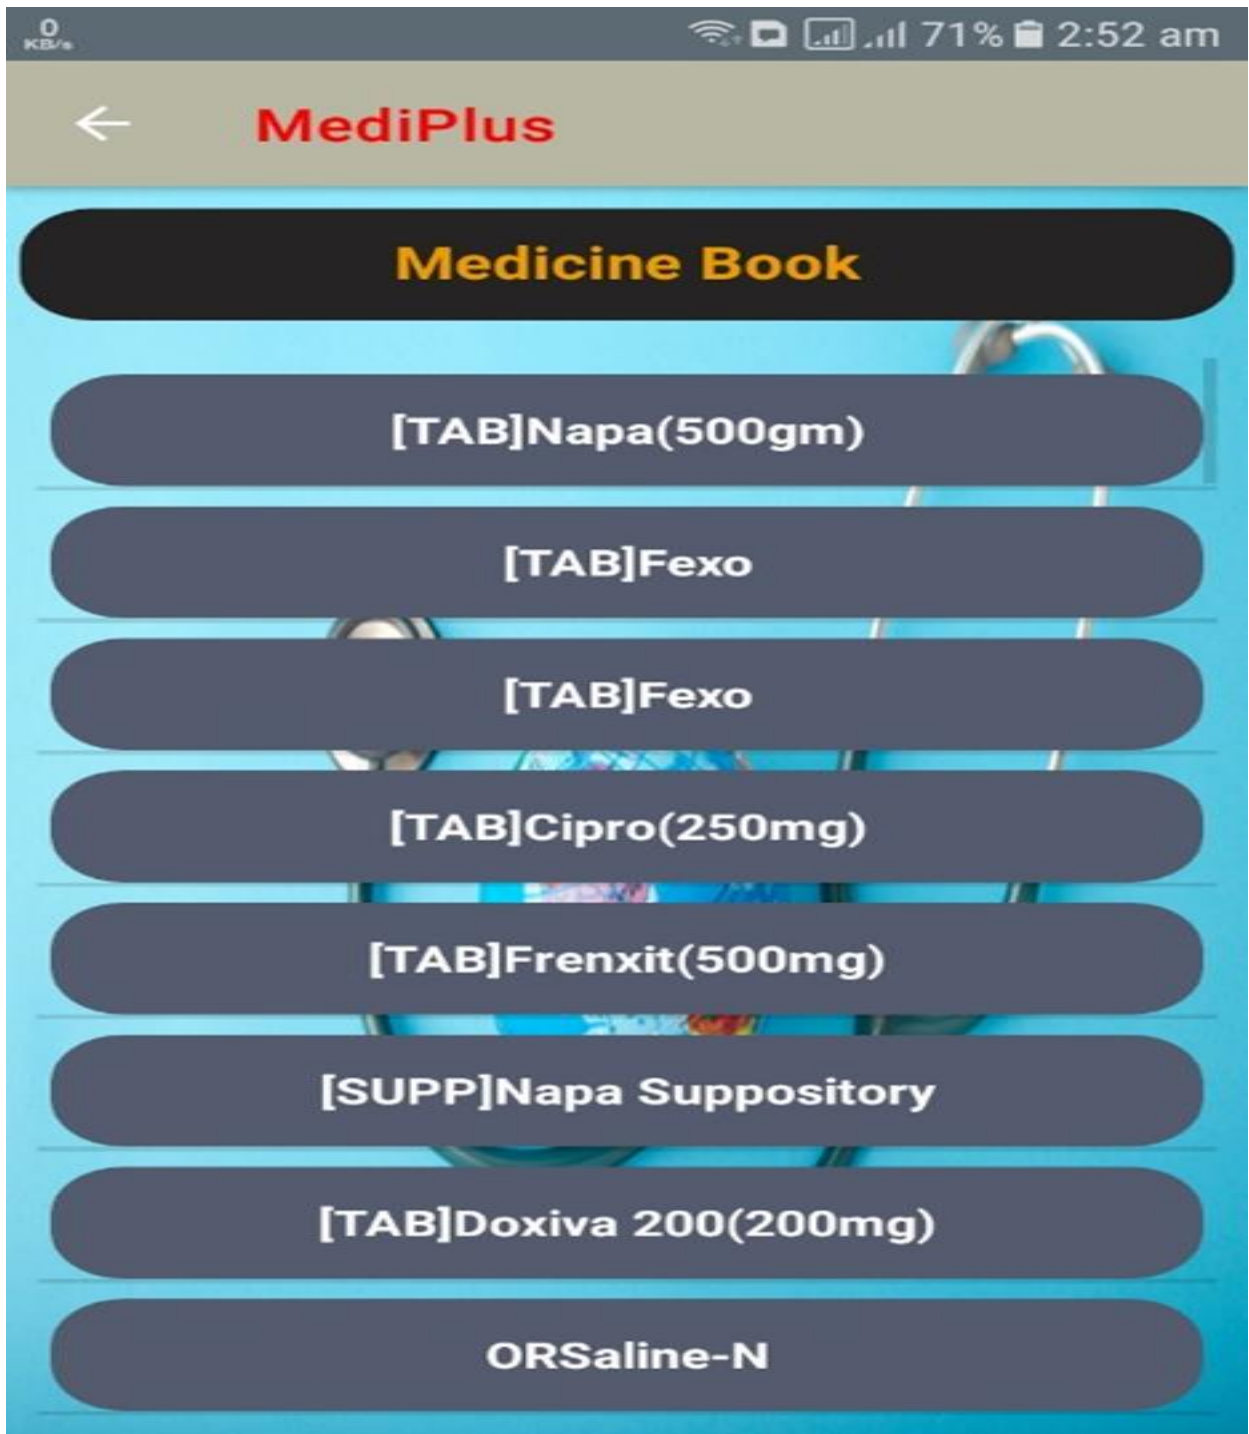 0
KB/s
71% 2:52 am
MediPlus
Medicine Book
[TAB]Napa(500gm)
[TAB]Fexo
[TAB]Fexo
[TAB]Cipro(250mg)
[TAB]Frenxit(500mg)
[SUPP]Napa Suppository
[TAB]Doxiva 200(200mg)
ORSaline-N